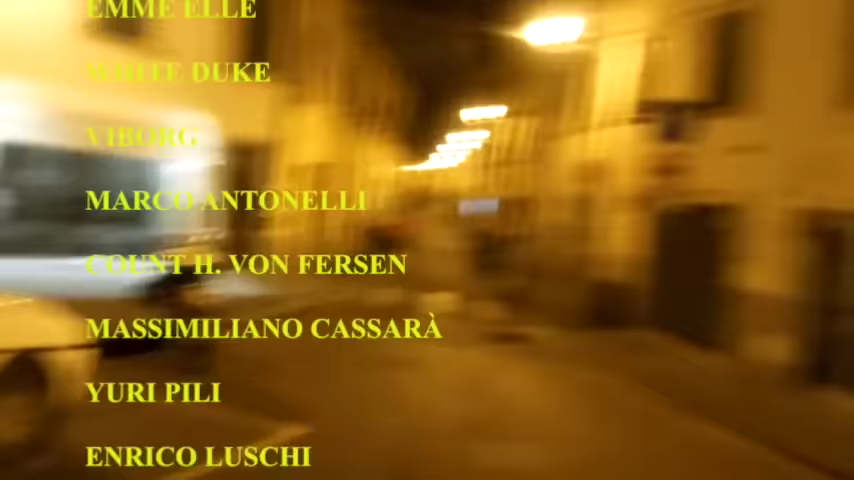 EMME ELLE
WHITE DUKE
VIBORG
MARCO ANTONELLI
COUNT H. VON FERSEN
MASSIMILIANO CASSARÀ
YURI PILI
ENRICO LUSCHI